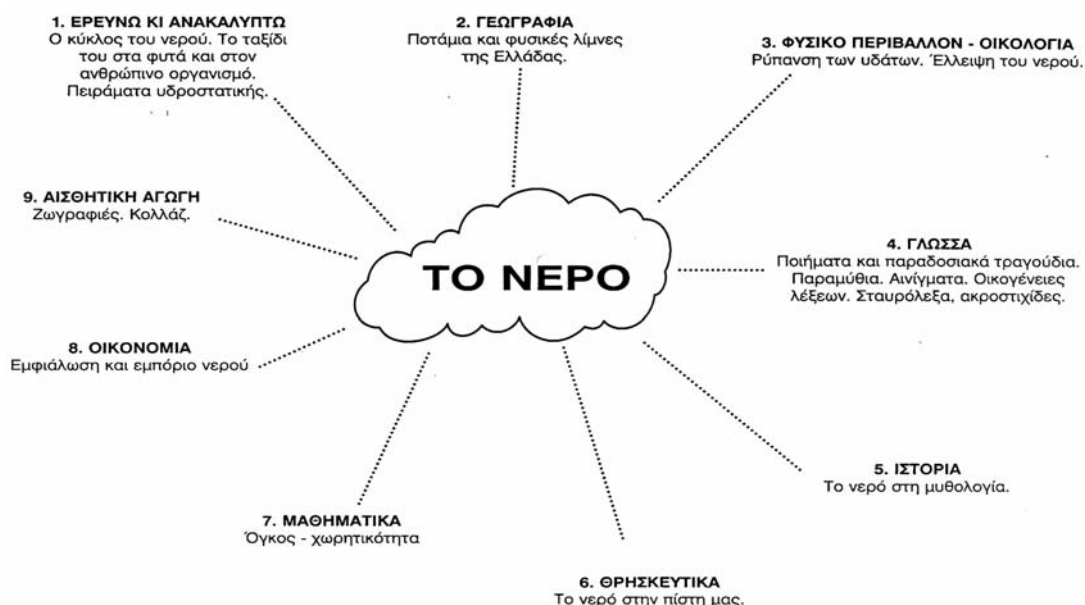 1. ΕΡΕΥΝΩ ΚΙ ΑΝΑΚΑΛΥΠΤΩ
Ο κύκλος του νερού. Το ταξίδι
του στα φυτά και στον
ανθρώπινο οργανισμό.
Πειράματα υδροστατικής.
2. ΓΕΩΓΡΑΦΙΑ
Ποτάμια και φυσικές λίμνες
της Ελλάδας.
3. ΦΥΣΙΚΟ ΠΕΡΙΒΑΛΛΟΝ - ΟΙΚΟΛΟΓΙΑ
Ρύπανση των υδάτων. Έλλειψη του νερού.
9. ΑΙΣΘΗΤΙΚΗ ΑΓΩΓΗ
Ζωγραφιές. Κολλάζ.
ΤΟ ΝΕΡΟ
4. ΓΛΩΣΣΑ
Ποιήματα και παραδοσιακά τραγούδια.
Παραμύθια. Αινίγματα. Οικογένειες
λέξεων. Σταυρόλεξα, ακροστιχίδες.
8. ΟΙΚΟΝΟΜΙΑ
Εμφιάλωση και εμπόριο νερού
5. ΙΣΤΟΡΙΑ
Το νερό στη μυθολογία.
7. ΜΑΘΗΜΑΤΙΚΑ
Όγκος - χωρητικότητα
6. ΘΡΗΣΚΕΥΤΙΚΑ
Το νερό στην πίστη μας.